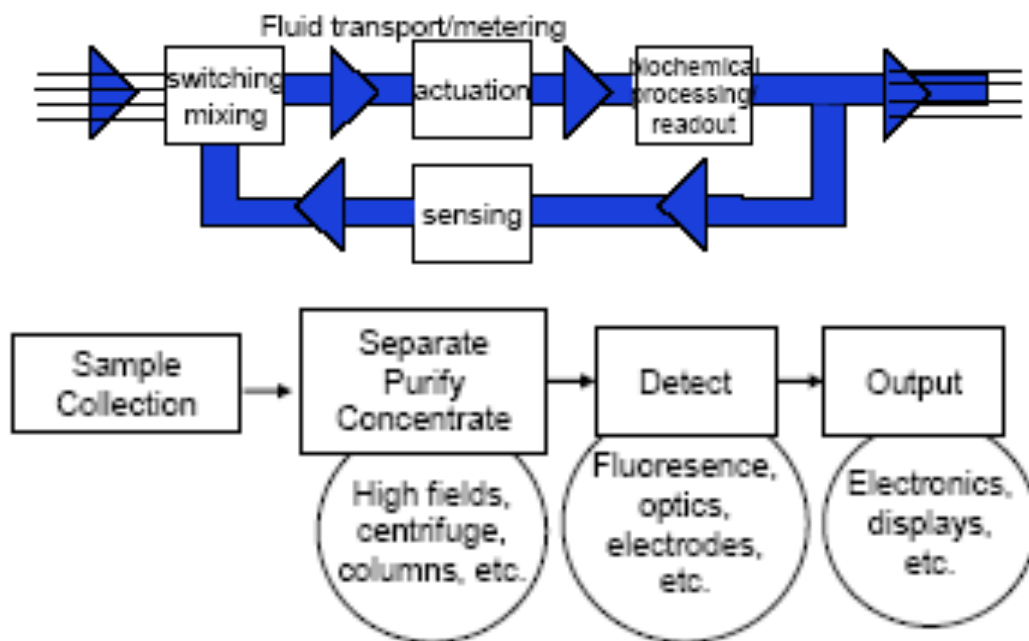 Fluid transport/metering
switching
mixing
actuation
biochemical
processing/
readout
sensing
Sample
Collection
Separate
Purify
Concentrate
Detect
Output
High fields,
centrifuge,
columns, etc.
Fluoresence,
optics,
electrodes,
etc.
Electronics,
displays,
etc.